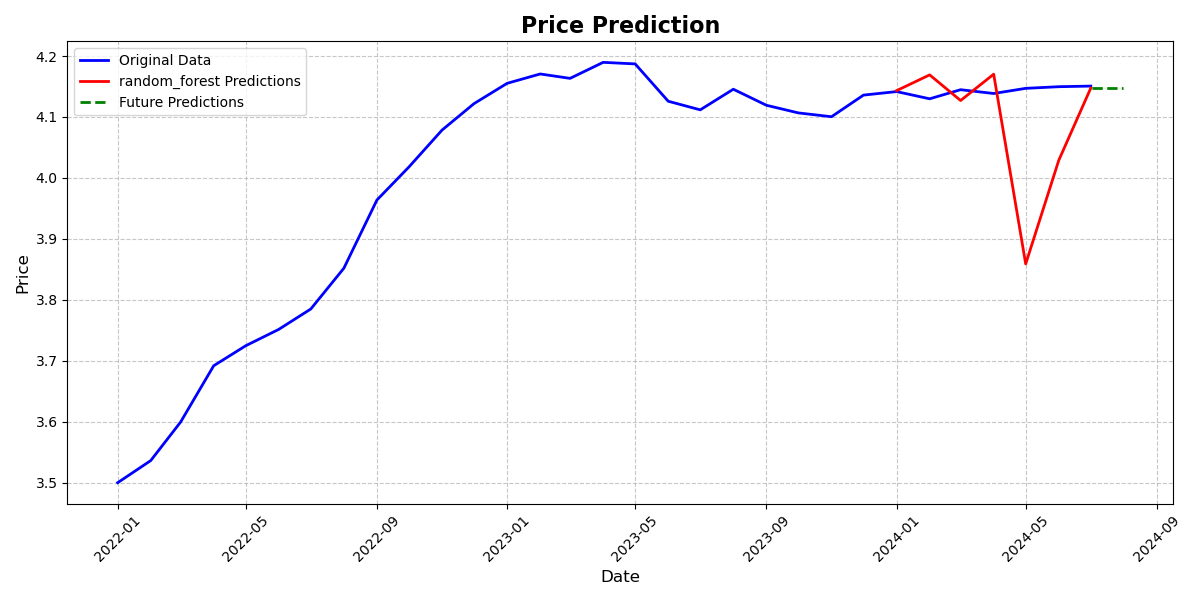 Price Prediction
Original Data
random_forest Predictions
Future Predictions
Price
4.2
4.1
4.0
3.9
3.8
3.7
3.6
3.5
2022-01
2022-05
2022-09
2023-01
2023-05
2023-09
2024-01
2024-05
2024-09
Date